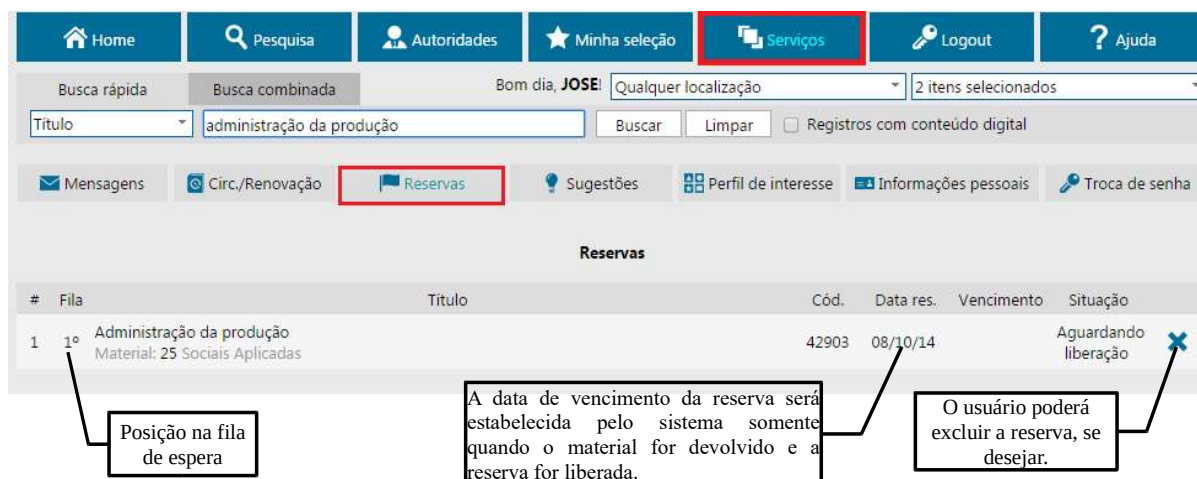 Home Pesquisa Autoridades Minha seleção Serviços Logout ? Ajuda
Busca rápida Busca combinada Bom dia, JOSE! Qualquer localização 2 itens selecionados
Título administração da produção Buscar Limpar Registros com conteúdo digital
Mensagens Circ./Renovação Reservas Sugestões Perfil de interesse Informações pessoais Troca de senha
Reservas
# Fila Título Cód. Data res. Vencimento Situação
1 1º Administração da produção 42903 08/10/14 Aguardando
Material: 25 Sociais Aplicadas liberação
Posição na fila
de espera
A data de vencimento da reserva será
estabelecida pelo sistema somente
quando o material for devolvido e a
reserva for liberada.
O usuário poderá
excluir a reserva, se
desejar.